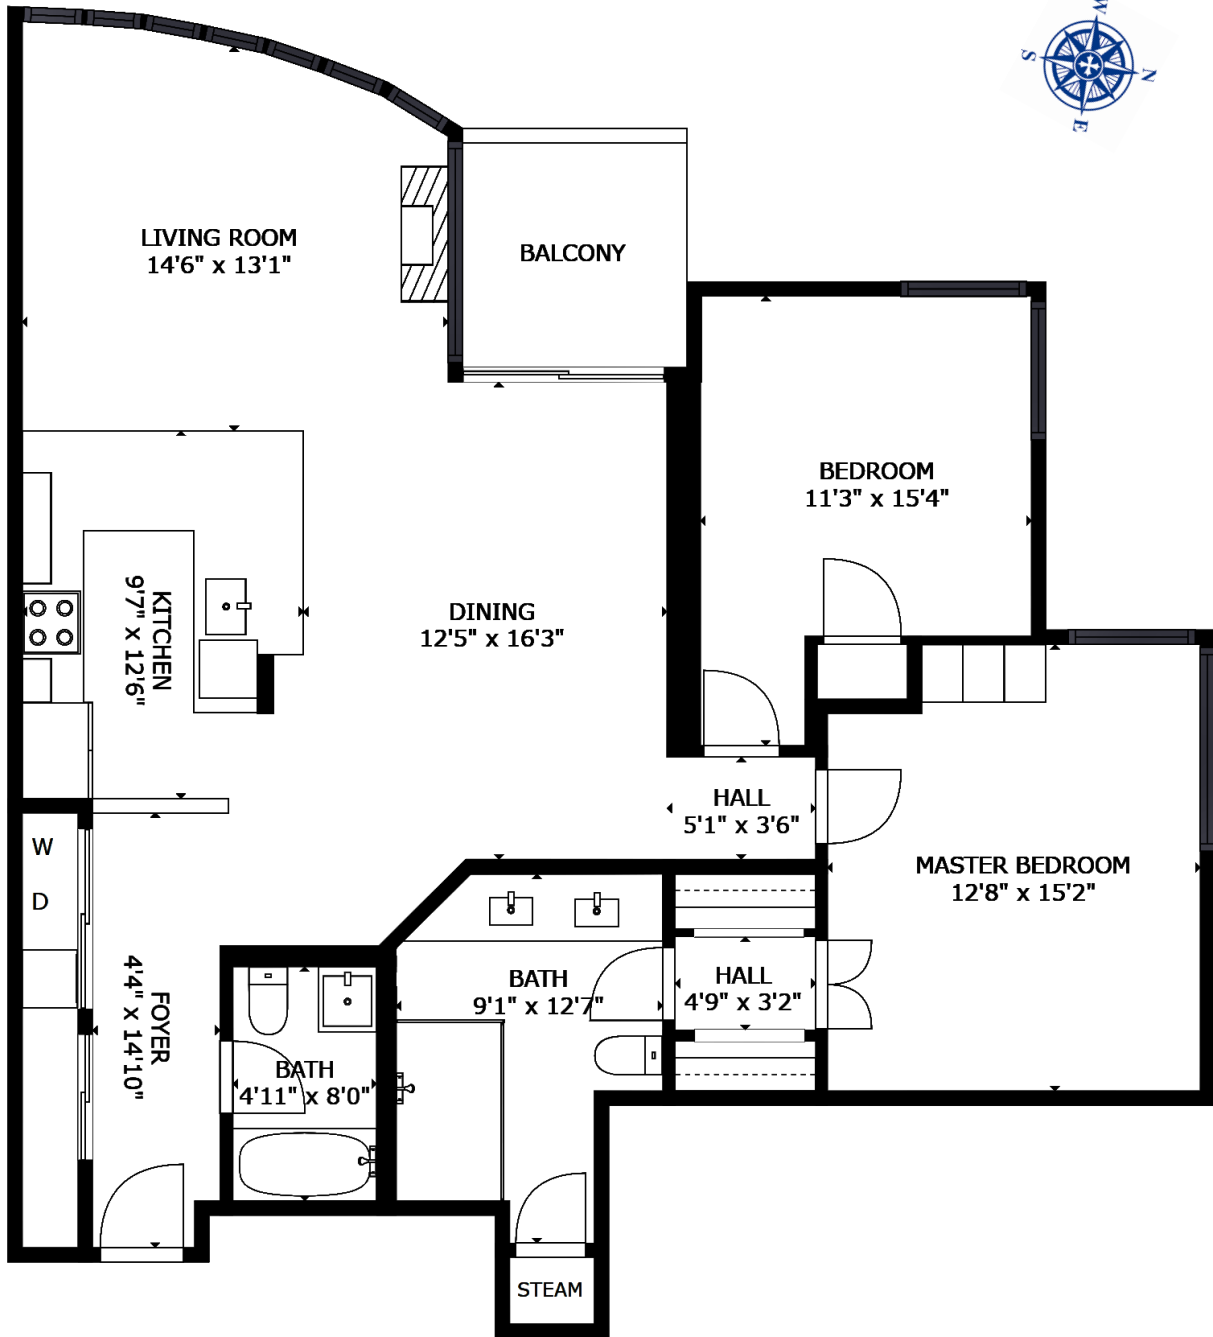 W
S
N
E
LIVING ROOM
14'6" x 13'1"
BALCONY
BEDROOM
11'3" x 15'4"
KITCHEN
9'7" x 12'6"
DINING
12'5" x 16'3"
HALL
5'1" x 3'6"
W
D
MASTER BEDROOM
12'8" x 15'2"
FOYER
4'4" x 14'10"
BATH
9'1" x 12'7"
HALL
4'9" x 3'2"
BATH
4'11" x 8'0"
STEAM